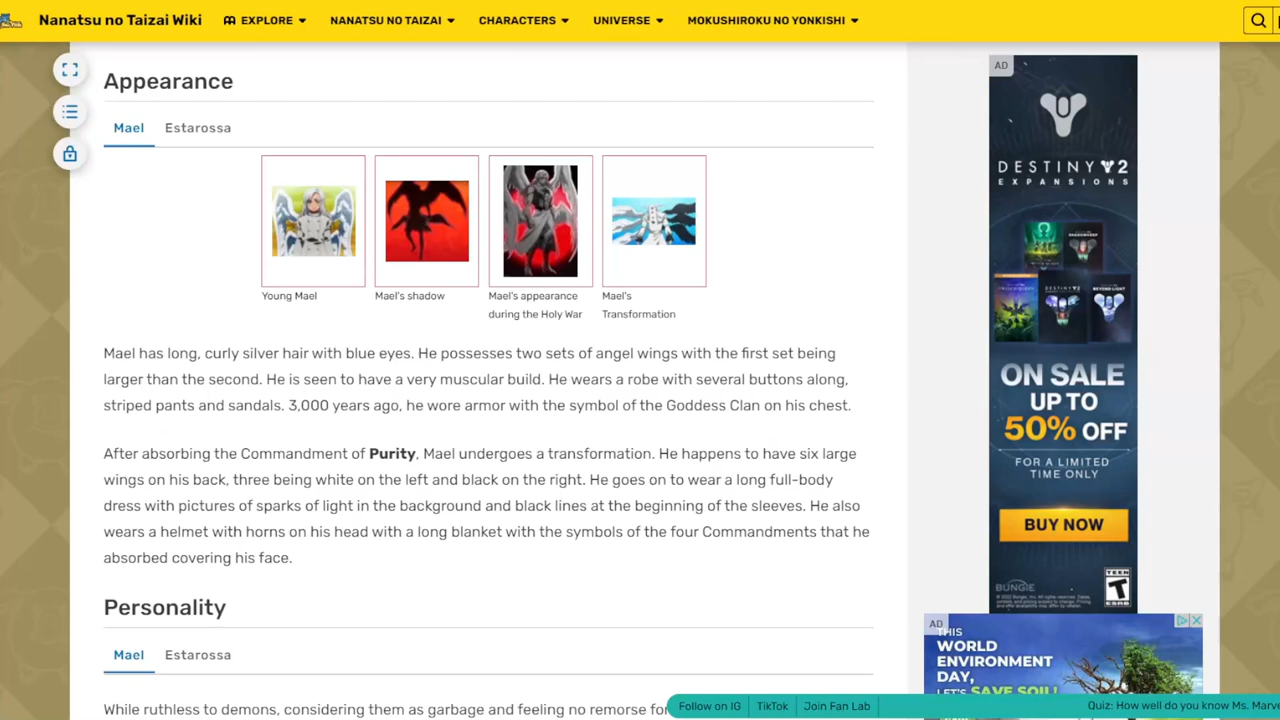 Nanatsu no Taizai Wiki EXPLORE NANATSU NO TAIZAI CHARACTERS UNIVERSE MOKUSHIROKU NO YONKISHI
Appearance
Mael Estarossa
Young Mael
Mael's shadow
Mael's appearance
during the Holy War
Mael's
Transformation
Mael has long, curly silver hair with blue eyes. He possesses two sets of angel wings with the first set being
larger than the second. He is seen to have a very muscular build. He wears a robe with several buttons along,
striped pants and sandals. 3,000 years ago, he wore armor with the symbol of the Goddess Clan on his chest.
After absorbing the Commandment of Purity, Mael undergoes a transformation. He happens to have six large
wings on his back, three being white on the left and black on the right. He goes on to wear a long full-body
dress with pictures of sparks of light in the background and black lines at the beginning of the sleeves. He also
wears a helmet with horns on his head with a long blanket with the symbols of the four Commandments that he
absorbed covering his face.
Personality
Mael Estarossa
While ruthless to demons, considering them as garbage and feeling no remorse for
AD
DESTINY 2
EXPANSIONS
ON SALE
UP TO
50% OFF
FOR A LIMITED
TIME ONLY
BUY NOW
BUNGIE
TEEN
T
ESRB
AD
THIS
WORLD
ENVIRONMENT
DAY,
LET'S SAVE SOIL!
Follow on IG TikTok Join Fan Lab Quiz: How well do you know Ms. Marve